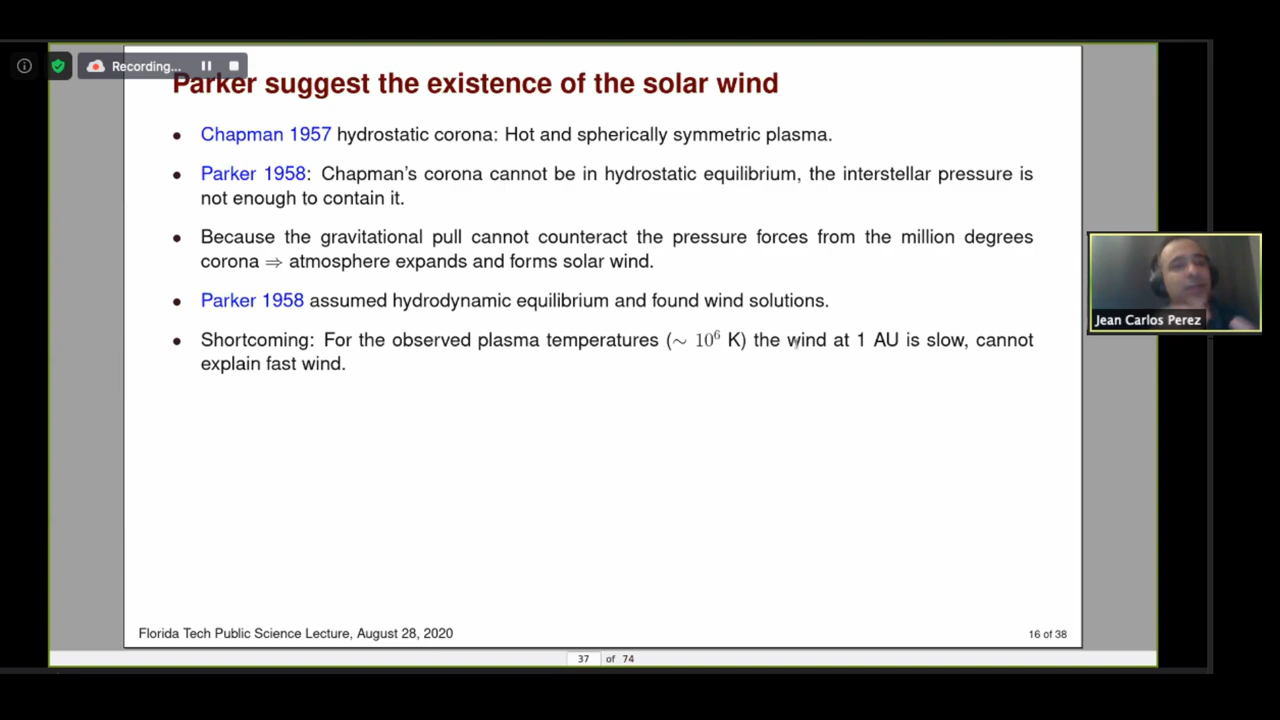 Recording...
Parker suggest the existence of the solar wind
• Chapman 1957 hydrostatic corona: Hot and spherically symmetric plasma.
• Parker 1958: Chapman's corona cannot be in hydrostatic equilibrium, the interstellar pressure is
not enough to contain it.
• Because the gravitational pull cannot counteract the pressure forces from the million degrees
corona ⇒ atmosphere expands and forms solar wind.
• Parker 1958 assumed hydrodynamic equilibrium and found wind solutions.
• Shortcoming: For the observed plasma temperatures (∼ 10⁶ K) the wind at 1 AU is slow, cannot
explain fast wind.
Jean Carlos Perez
Florida Tech Public Science Lecture, August 28, 2020
16 of 38
37 of 74